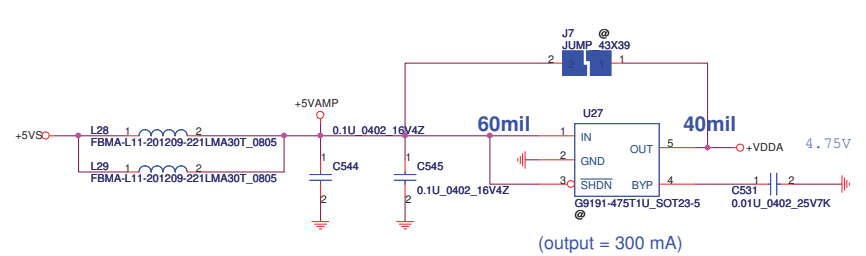 J7 @
JUMP_43X39
2 2 1 1
+5VAMP
+5VS
L28 1 2
FBMA-L11-201209-221LMA30T_0805
L29 1 2
FBMA-L11-201209-221LMA30T_0805
0.1U_0402_16V4Z
1
C544
2
1
C545
0.1U_0402_16V4Z
2
60mil
U27
40mil
1 IN
2 GND
3 SHDN
OUT 5
BYP 4
G9191-475T1U_SOT23-5
@
+VDDA
4.75V
1 2
C531
0.01U_0402_25V7K
(output = 300 mA)